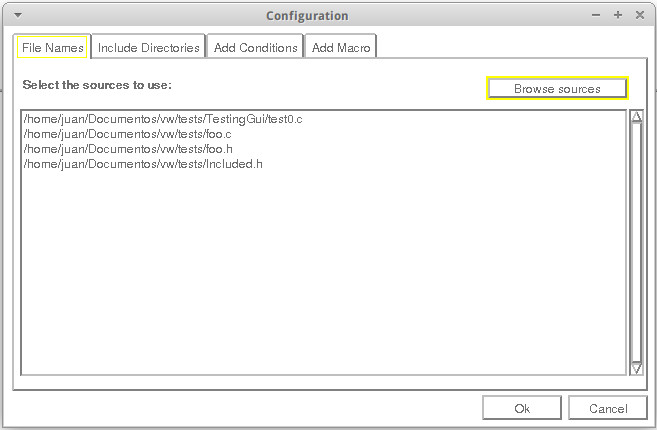 Configuration
File Names Include Directories Add Conditions Add Macro
Select the sources to use:
Browse sources
/home/juan/Documentos/vw/tests/TestingGui/test0.c
/home/juan/Documentos/vw/tests/foo.c
/home/juan/Documentos/vw/tests/foo.h
/home/juan/Documentos/vw/tests/Included.h
Ok Cancel